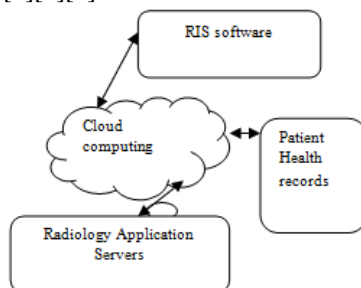 RIS software
Cloud
computing
Patient
Health
records
Radiology Application
Servers